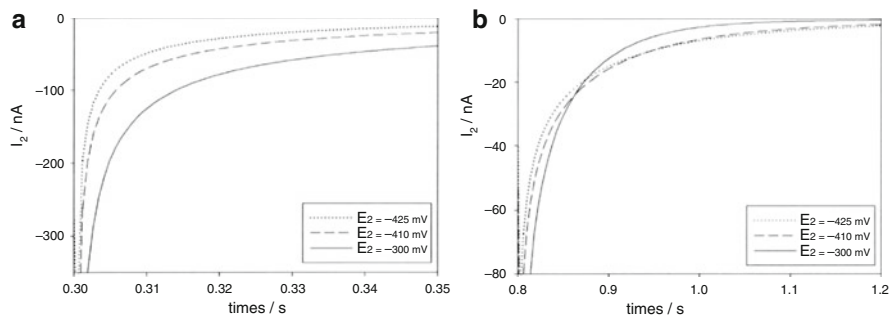 a
0
−100
−200
−300
I2 / nA
0.30 0.31 0.32 0.33 0.34 0.35
times / s
E2 = −425 mV
E2 = −410 mV
E2 = −300 mV
b
0
−20
−40
−60
−80
I2 / nA
0.8 0.9 1.0 1.1 1.2
times / s
E2 = −425 mV
E2 = −410 mV
E2 = −300 mV